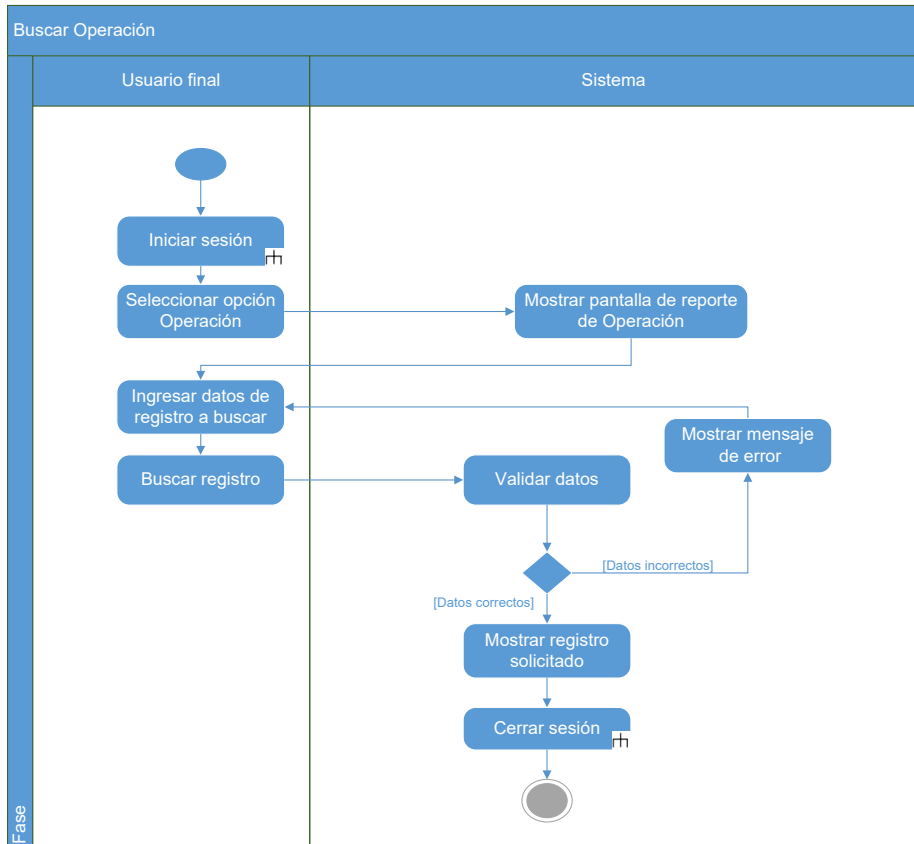 Buscar Operación
Usuario final
Sistema
Iniciar sesión
Seleccionar opción
Operación
Mostrar pantalla de reporte
de Operación
Ingresar datos de
registro a buscar
Mostrar mensaje
de error
Buscar registro
Validar datos
[Datos incorrectos]
[Datos correctos]
Mostrar registro
solicitado
Cerrar sesión
Fase